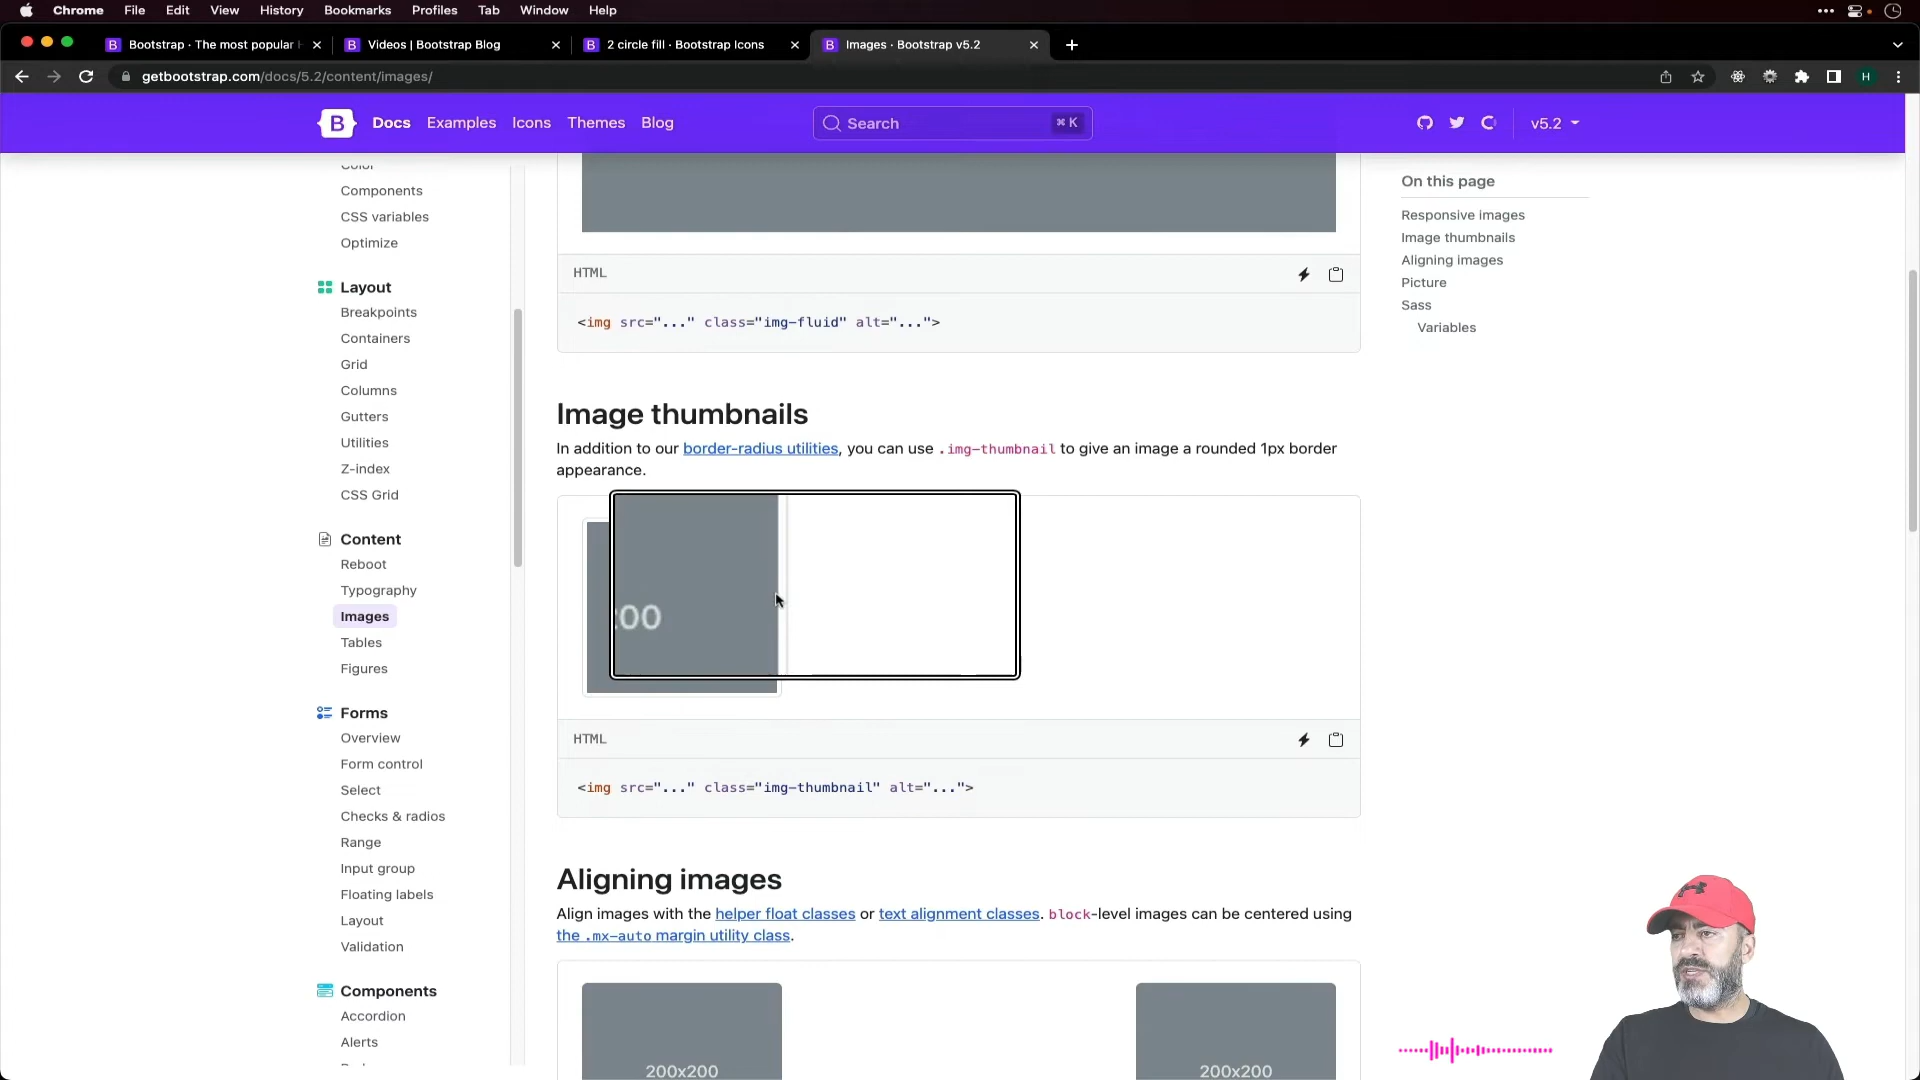 Chrome File Edit View History Bookmarks Profiles Tab Window Help
Bootstrap · The most popular
Videos | Bootstrap Blog
2 circle fill · Bootstrap Icons
Images · Bootstrap v5.2
getbootstrap.com/docs/5.2/content/images/
H
B Docs Examples Icons Themes Blog
Search ⌘ K
v5.2
Color
Components
CSS variables
Optimize
Layout
Breakpoints
Containers
Grid
Columns
Gutters
Utilities
Z-index
CSS Grid
Content
Reboot
Typography
Images
Tables
Figures
Forms
Overview
Form control
Select
Checks & radios
Range
Input group
Floating labels
Layout
Validation
Components
Accordion
Alerts
HTML
<img src="..." class="img-fluid" alt="...">
Image thumbnails
In addition to our border-radius utilities, you can use .img-thumbnail to give an image a rounded 1px border
appearance.
200
HTML
<img src="..." class="img-thumbnail" alt="...">
Aligning images
Align images with the helper float classes or text alignment classes. block-level images can be centered using
the .mx-auto margin utility class.
200x200
200x200
On this page
Responsive images
Image thumbnails
Aligning images
Picture
Sass
Variables